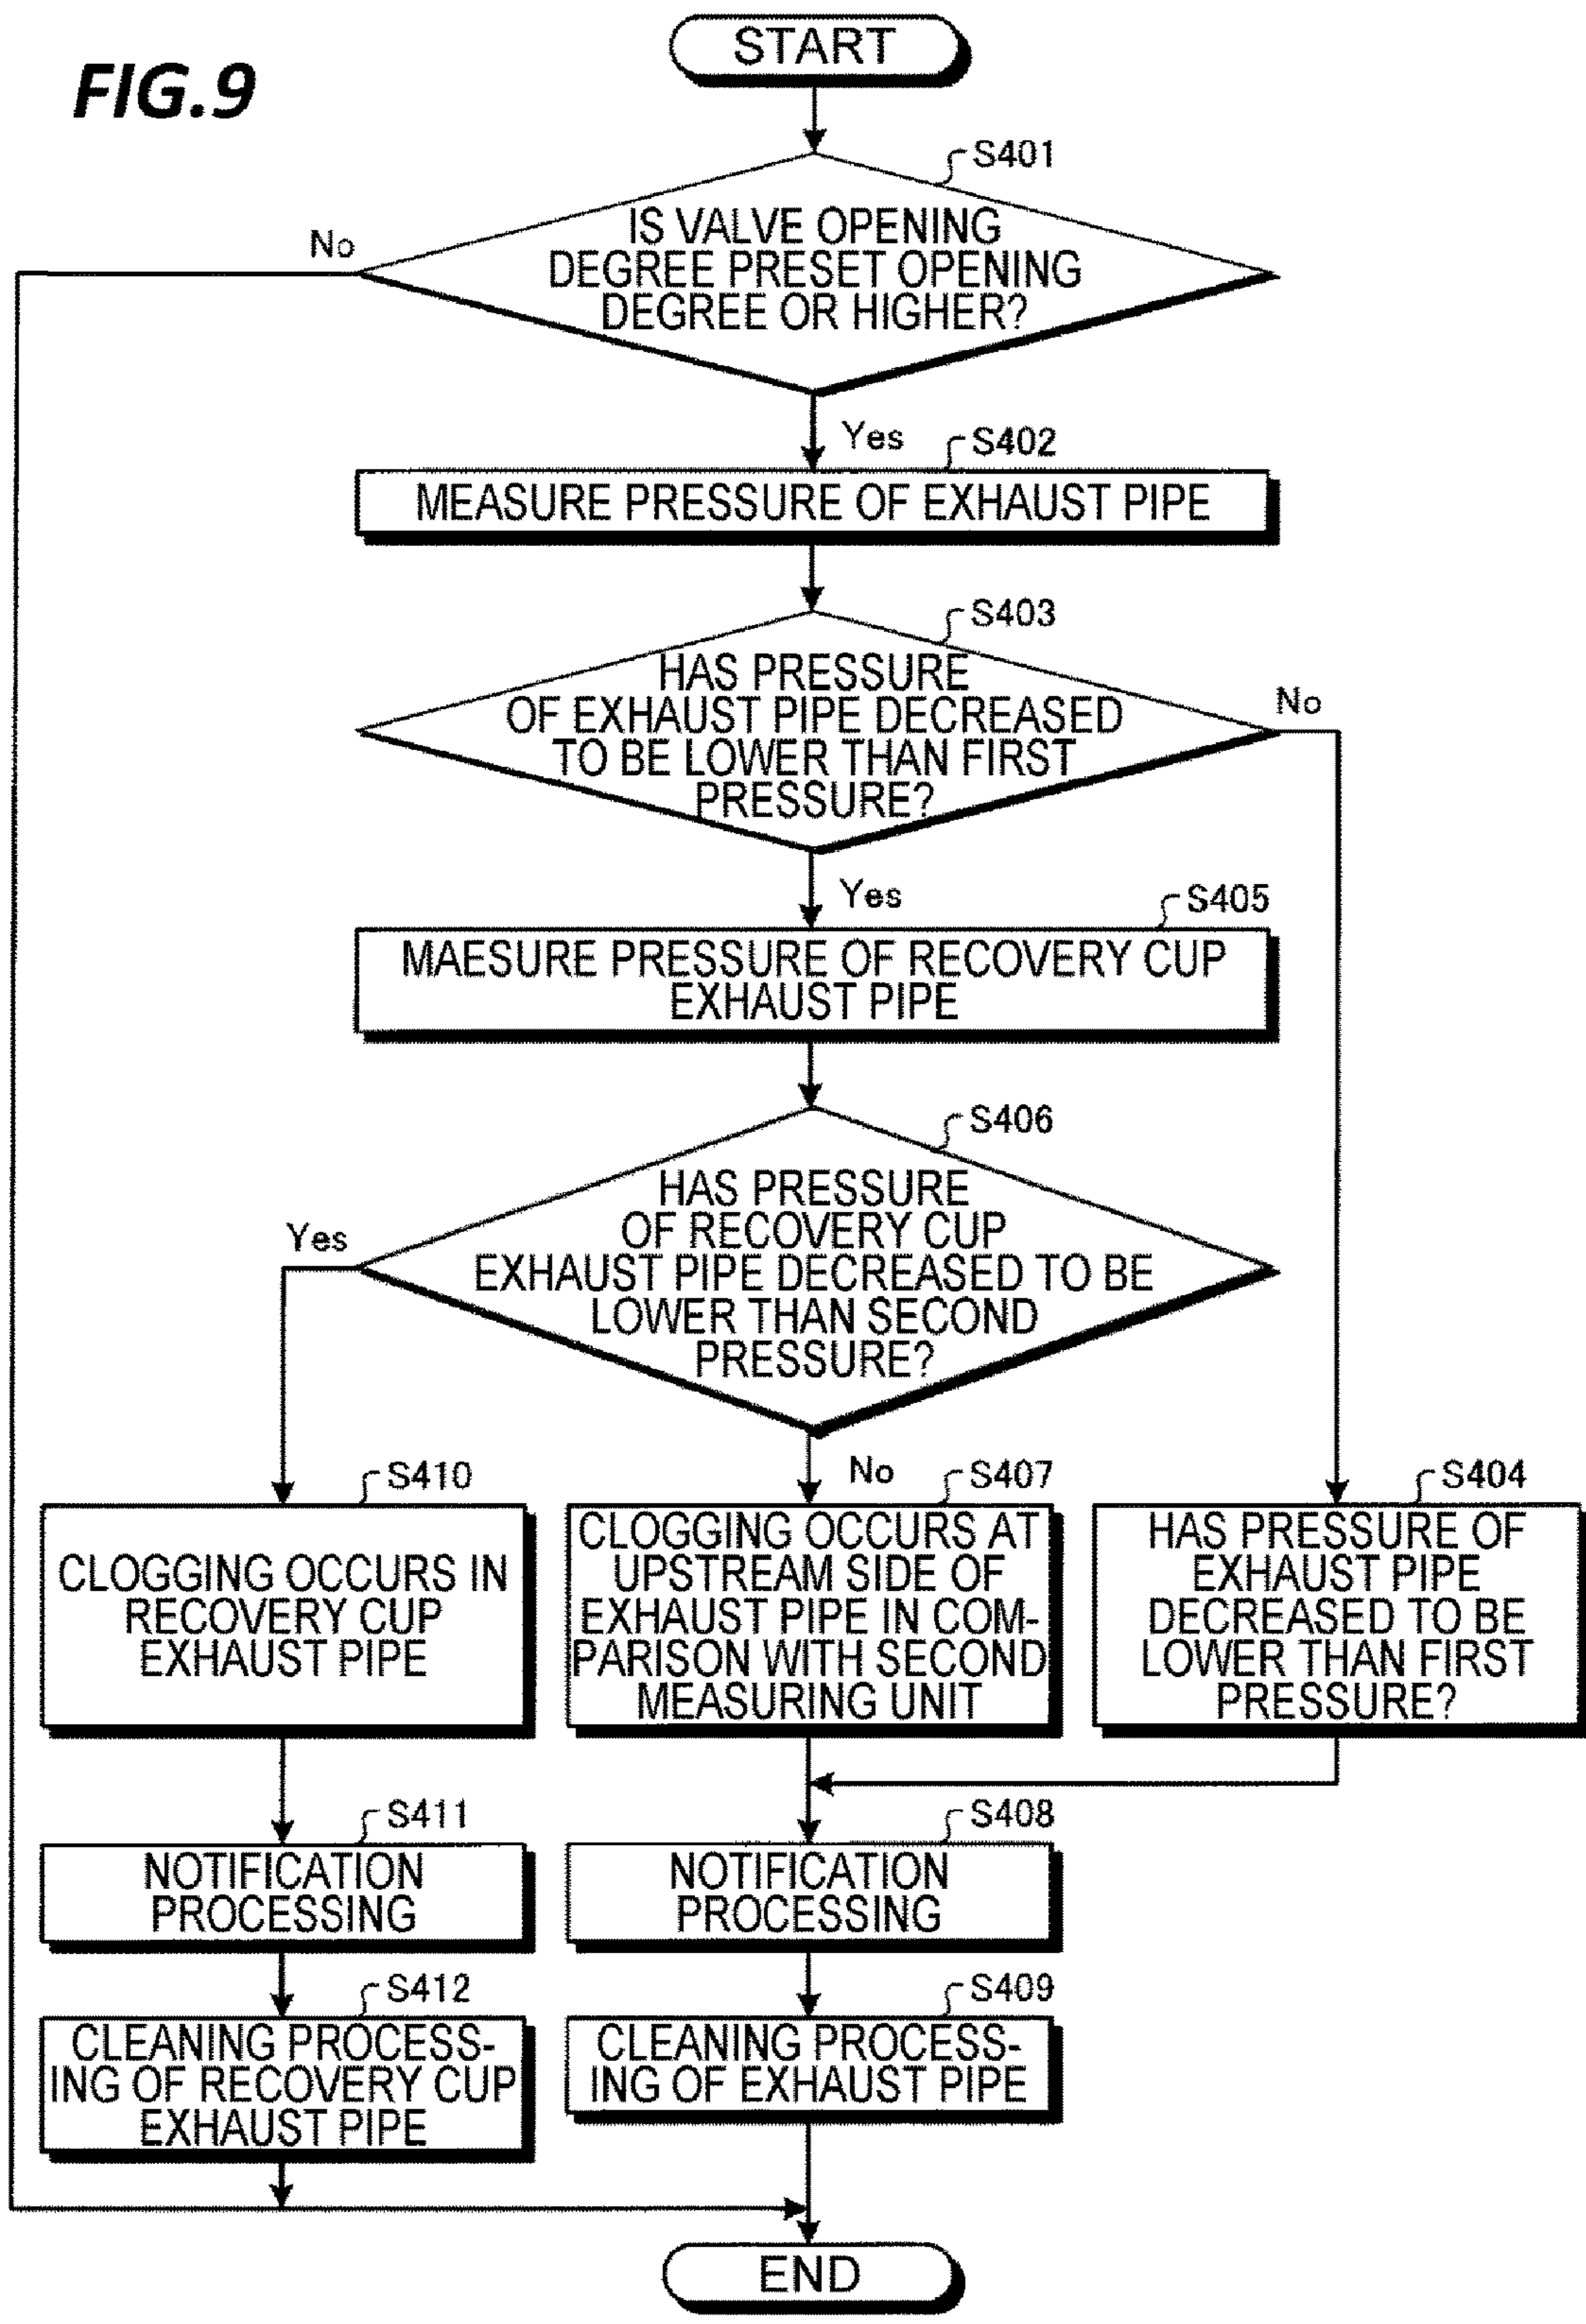 FIG.9
START
S401
IS VALVE OPENING
DEGREE PRESET OPENING
DEGREE OR HIGHER?
No
Yes
S402
MEASURE PRESSURE OF EXHAUST PIPE
S403
HAS PRESSURE
OF EXHAUST PIPE DECREASED
TO BE LOWER THAN FIRST
PRESSURE?
No
Yes
S405
MAESURE PRESSURE OF RECOVERY CUP
EXHAUST PIPE
S406
HAS PRESSURE
OF RECOVERY CUP
EXHAUST PIPE DECREASED TO BE
LOWER THAN SECOND
PRESSURE?
Yes
No
S410
CLOGGING OCCURS IN
RECOVERY CUP
EXHAUST PIPE
S407
CLOGGING OCCURS AT
UPSTREAM SIDE OF
EXHAUST PIPE IN COM-
PARISON WITH SECOND
MEASURING UNIT
S404
HAS PRESSURE OF
EXHAUST PIPE
DECREASED TO BE
LOWER THAN FIRST
PRESSURE?
S411
NOTIFICATION
PROCESSING
S408
NOTIFICATION
PROCESSING
S412
CLEANING PROCESS-
ING OF RECOVERY CUP
EXHAUST PIPE
S409
CLEANING PROCESS-
ING OF EXHAUST PIPE
END